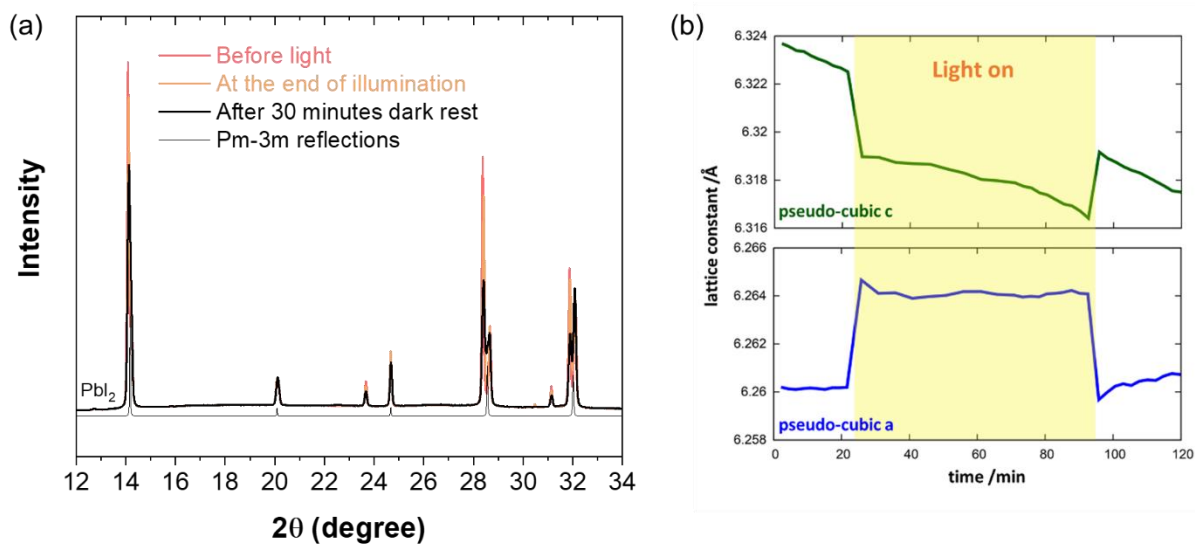 (a)
Before light
At the end of illumination
After 30 minutes dark rest
Pm-3m reflections
Intensity
PbI2
12 14 16 18 20 22 24 26 28 30 32 34
2θ (degree)
(b)
6.324
6.322
6.32
6.318
6.316
Light on
pseudo-cubic c
lattice constant /Å
6.266
6.264
6.262
6.26
6.258
pseudo-cubic a
0 20 40 60 80 100 120
time /min